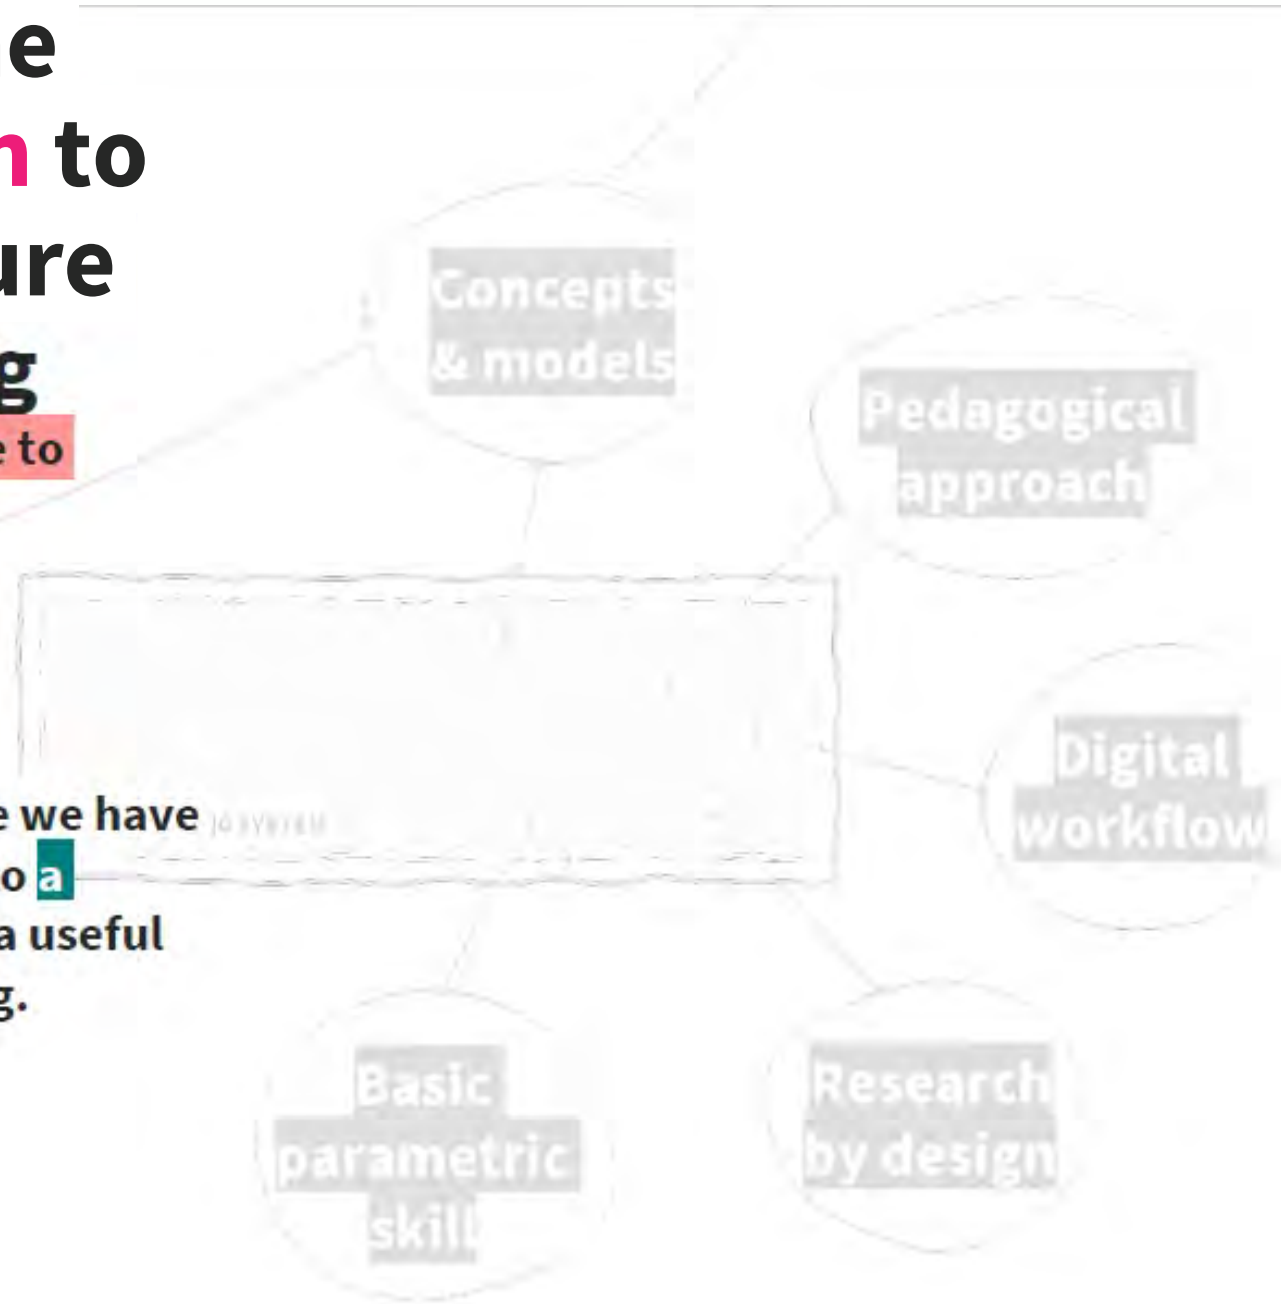 e
n to
ure
g
e to
Concepts
& models
Pedagogical
approach
Digital
workflow
e we have
o a
a useful
g.
Basic
parametric
skill
Research
by design